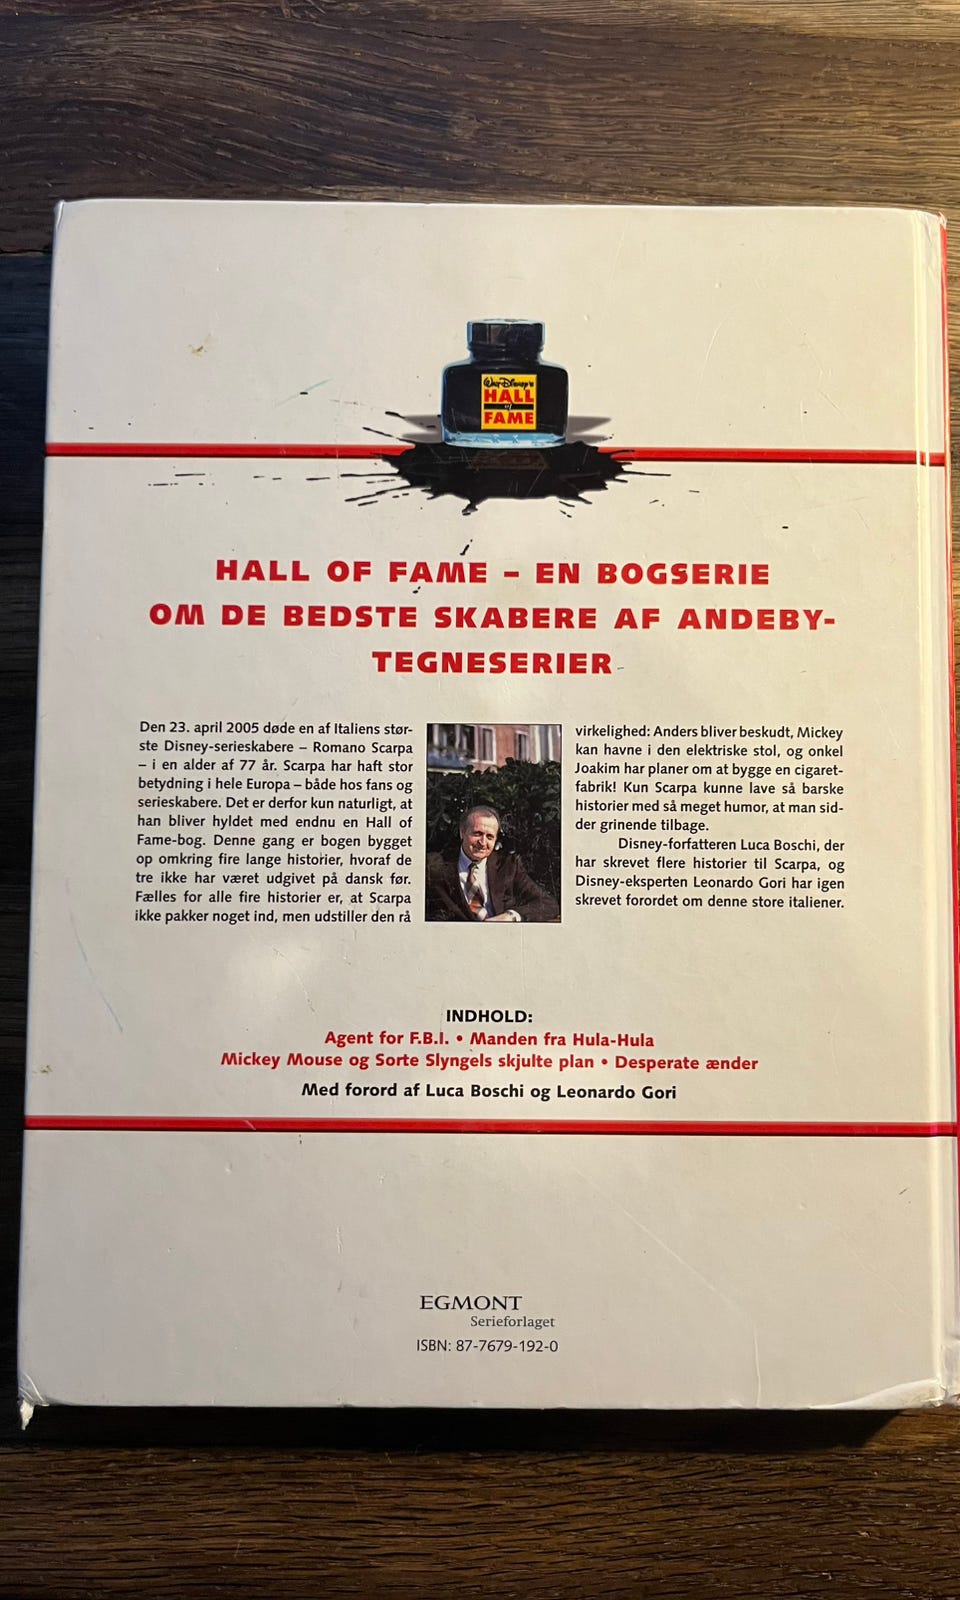 Walt Disney's
HALL
of
FAME
HALL OF FAME – EN BOGSERIE
OM DE BEDSTE SKABERE AF ANDEBY-
TEGNESERIER
Den 23. april 2005 døde en af Italiens stør-
ste Disney-serieskabere – Romano Scarpa
– i en alder af 77 år. Scarpa har haft stor
betydning i hele Europa – både hos fans og
serieskabere. Det er derfor kun naturligt, at
han bliver hyldet med endnu en Hall of
Fame-bog. Denne gang er bogen bygget
op omkring fire lange historier, hvoraf de
tre ikke har været udgivet på dansk før.
Fælles for alle fire historier er, at Scarpa
ikke pakker noget ind, men udstiller den rå
virkelighed: Anders bliver beskudt, Mickey
kan havne i den elektriske stol, og onkel
Joakim har planer om at bygge en cigaret-
fabrik! Kun Scarpa kunne lave så barske
historier med så meget humor, at man sid-
der grinende tilbage.
Disney-forfatteren Luca Boschi, der
har skrevet flere historier til Scarpa, og
Disney-eksperten Leonardo Gori har igen
skrevet forordet om denne store italiener.
INDHOLD:
Agent for F.B.I. • Manden fra Hula-Hula
Mickey Mouse og Sorte Slyngels skjulte plan • Desperate ænder
Med forord af Luca Boschi og Leonardo Gori
EGMONT
Serieforlaget
ISBN: 87-7679-192-0